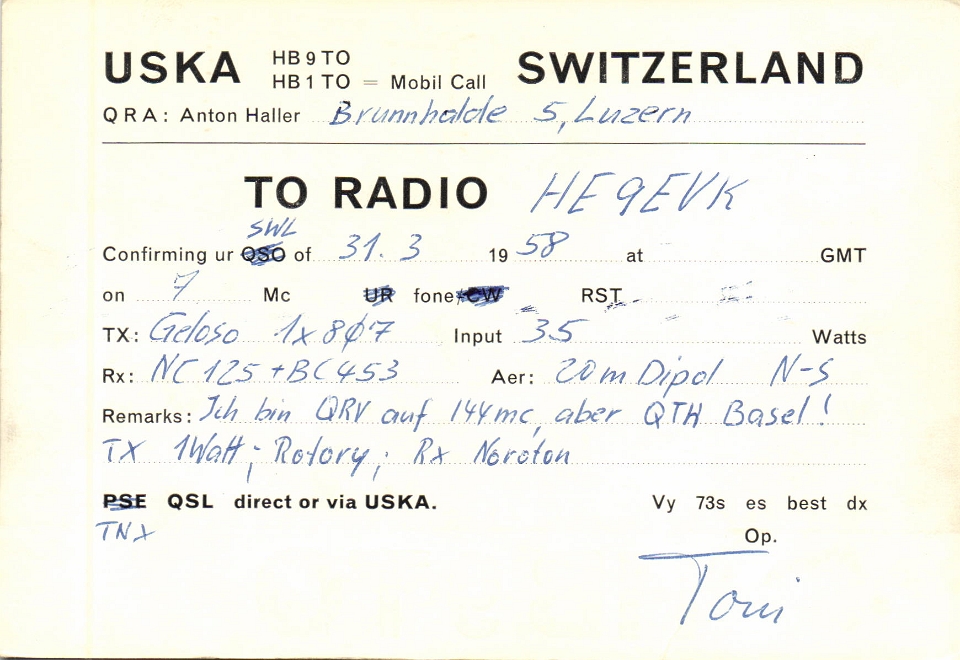 USKA HB9TO SWITZERLAND
HB1TO = Mobil Call
QRA: Anton Haller Brunnhalde 5, Luzern
TO RADIO HE9EVK
SWL
Confirming ur QSO of 31. 3 1958 at GMT
on 7 Mc UR fone-CW RST
TX: Geloso 1x8φ7 Input 35 Watts
Rx: NC125+BC453 Aer: 20m Dipol N-S
Remarks: Ich bin QRV auf 144mc, aber QTH Basel!
TX 1Watt; Rotory; Rx Noroton
PSE QSL direct or via USKA. Vy 73s es best dx
TNX Op.
Toni